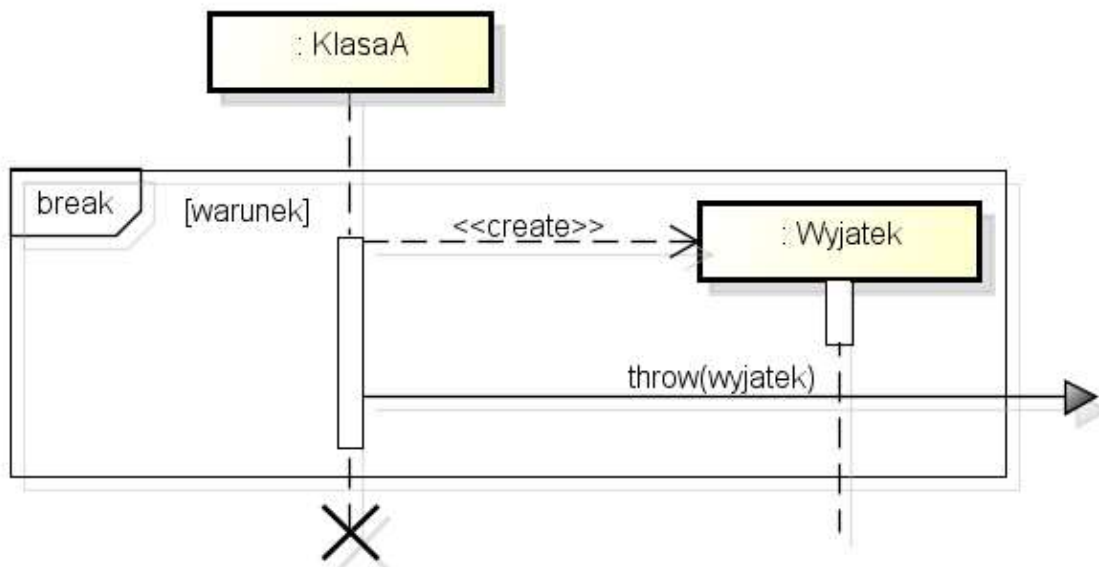 : KlasaA
break
[warunek]
<<create>>
: Wyjatek
throw(wyjatek)